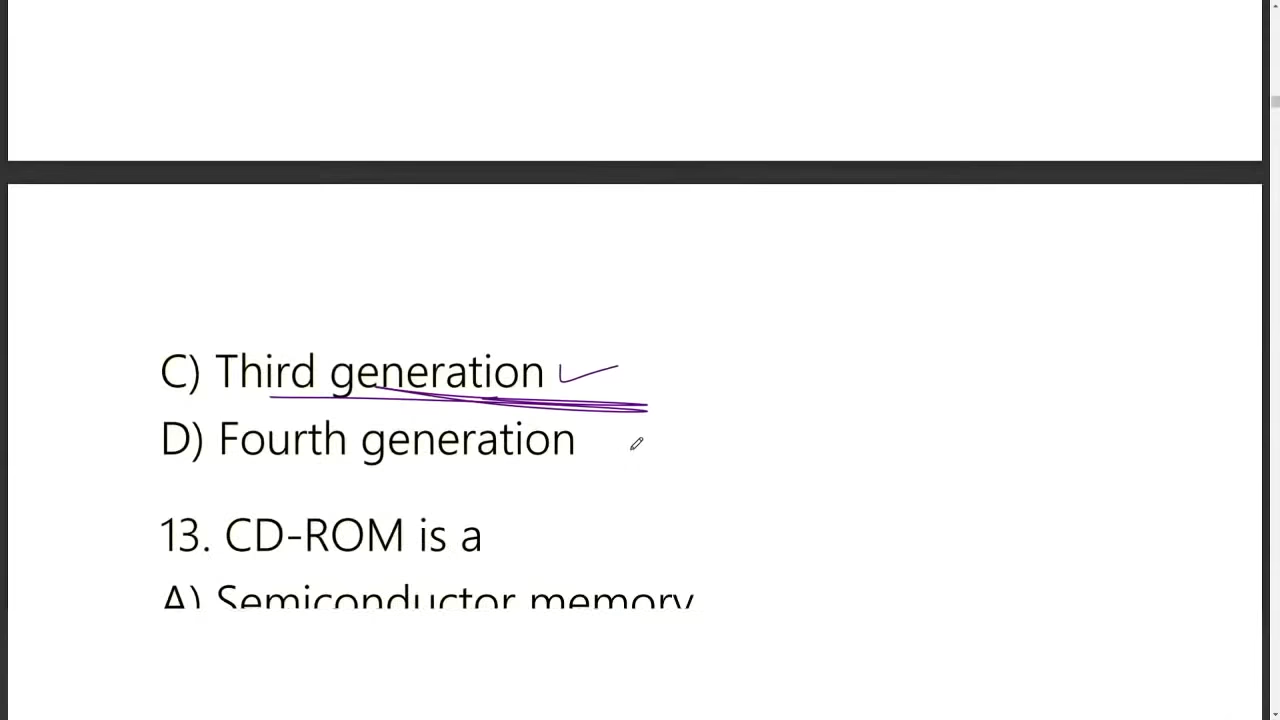 C) Third generation
D) Fourth generation
13. CD-ROM is a
A) Semiconductor memory